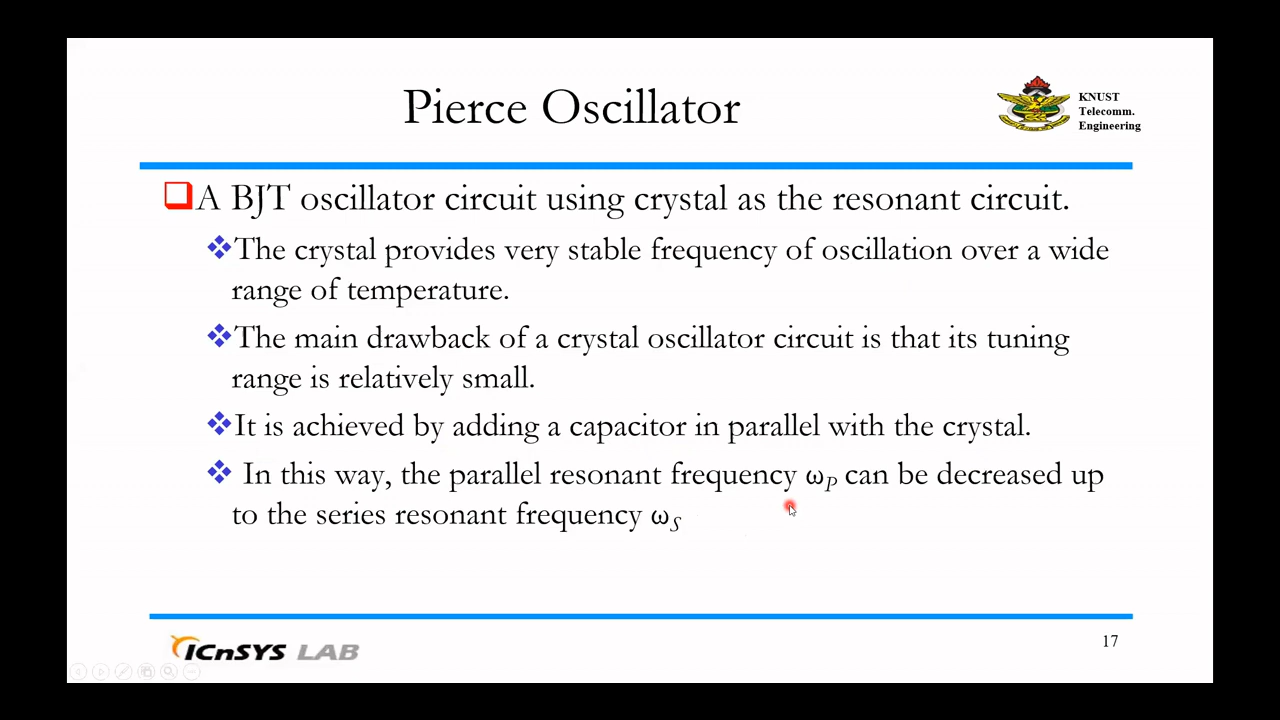 Pierce Oscillator
KNUST
Telecomm.
Engineering
A BJT oscillator circuit using crystal as the resonant circuit.
The crystal provides very stable frequency of oscillation over a wide
range of temperature.
The main drawback of a crystal oscillator circuit is that its tuning
range is relatively small.
It is achieved by adding a capacitor in parallel with the crystal.
In this way, the parallel resonant frequency ωP can be decreased up
to the series resonant frequency ωS
iCnSYS LAB
17